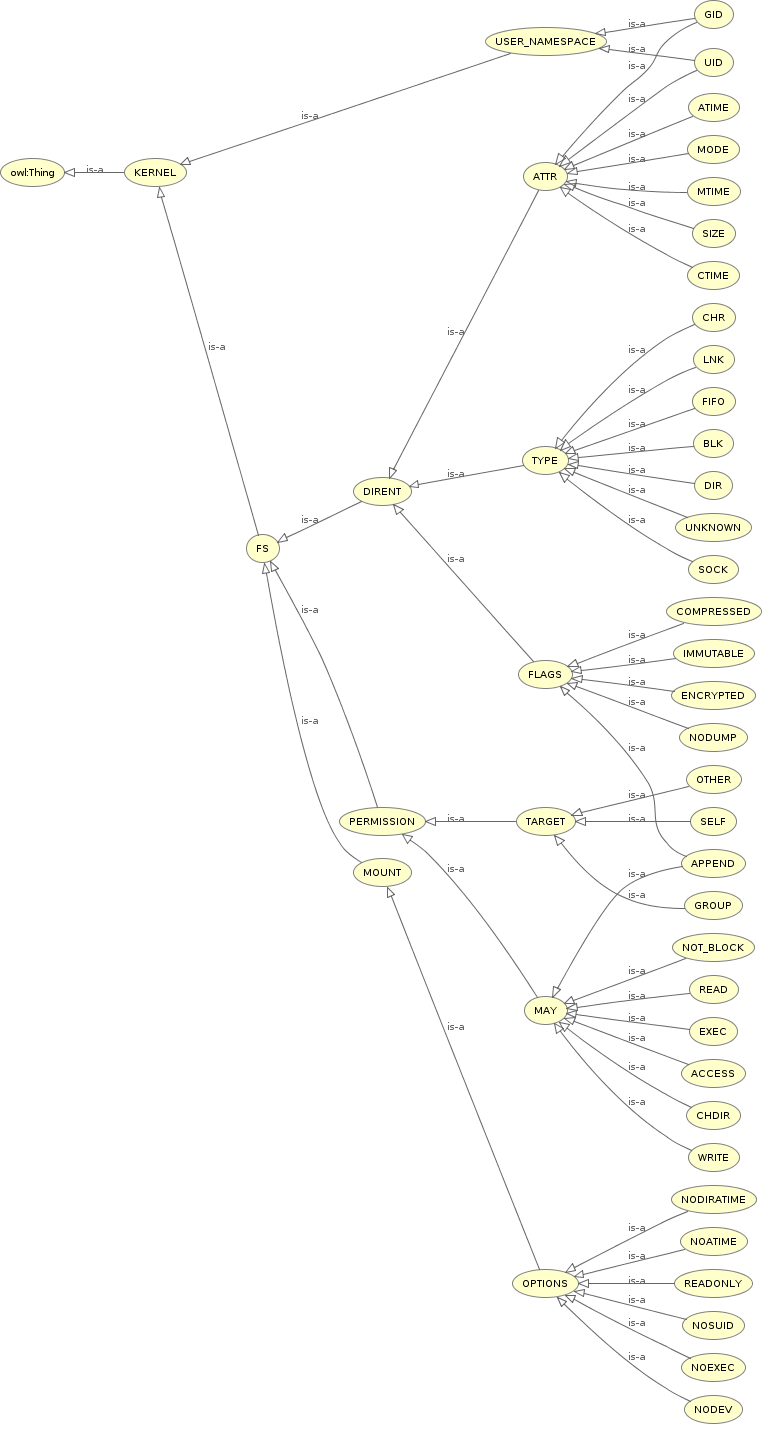 GID
is-a
USER_NAMESPACE
is-a
UID
is-a
is-a
ATIME
is-a
is-a
MODE
is-a
owl:Thing
is-a
KERNEL
ATTR
is-a
MTIME
is-a
SIZE
is-a
CTIME
CHR
is-a
is-a
is-a
LNK
is-a
FIFO
is-a
is-a
BLK
TYPE
is-a
is-a
DIR
DIRENT
is-a
is-a
UNKNOWN
is-a
FS
is-a
SOCK
is-a
COMPRESSED
is-a
IMMUTABLE
is-a
FLAGS
is-a
ENCRYPTED
is-a
is-a
NODUMP
is-a
OTHER
is-a
PERMISSION
is-a
TARGET
is-a
SELF
APPEND
MOUNT
is-a
is-a
is-a
GROUP
NOT_BLOCK
is-a
READ
is-a
MAY
is-a
EXEC
is-a
is-a
ACCESS
is-a
is-a
CHDIR
WRITE
NODIRATIME
is-a
NOATIME
is-a
OPTIONS
is-a
READONLY
is-a
NOSUID
is-a
is-a
NOEXEC
NODEV